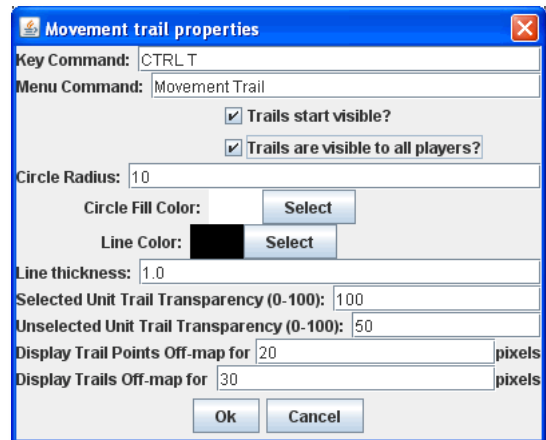 Movement trail properties
Key Command: CTRL T
Menu Command: Movement Trail
Trails start visible?
Trails are visible to all players?
Circle Radius: 10
Circle Fill Color: Select
Line Color: Select
Line thickness: 1.0
Selected Unit Trail Transparency (0-100): 100
Unselected Unit Trail Transparency (0-100): 50
Display Trail Points Off-map for 20 pixels
Display Trails Off-map for 30 pixels
Ok Cancel